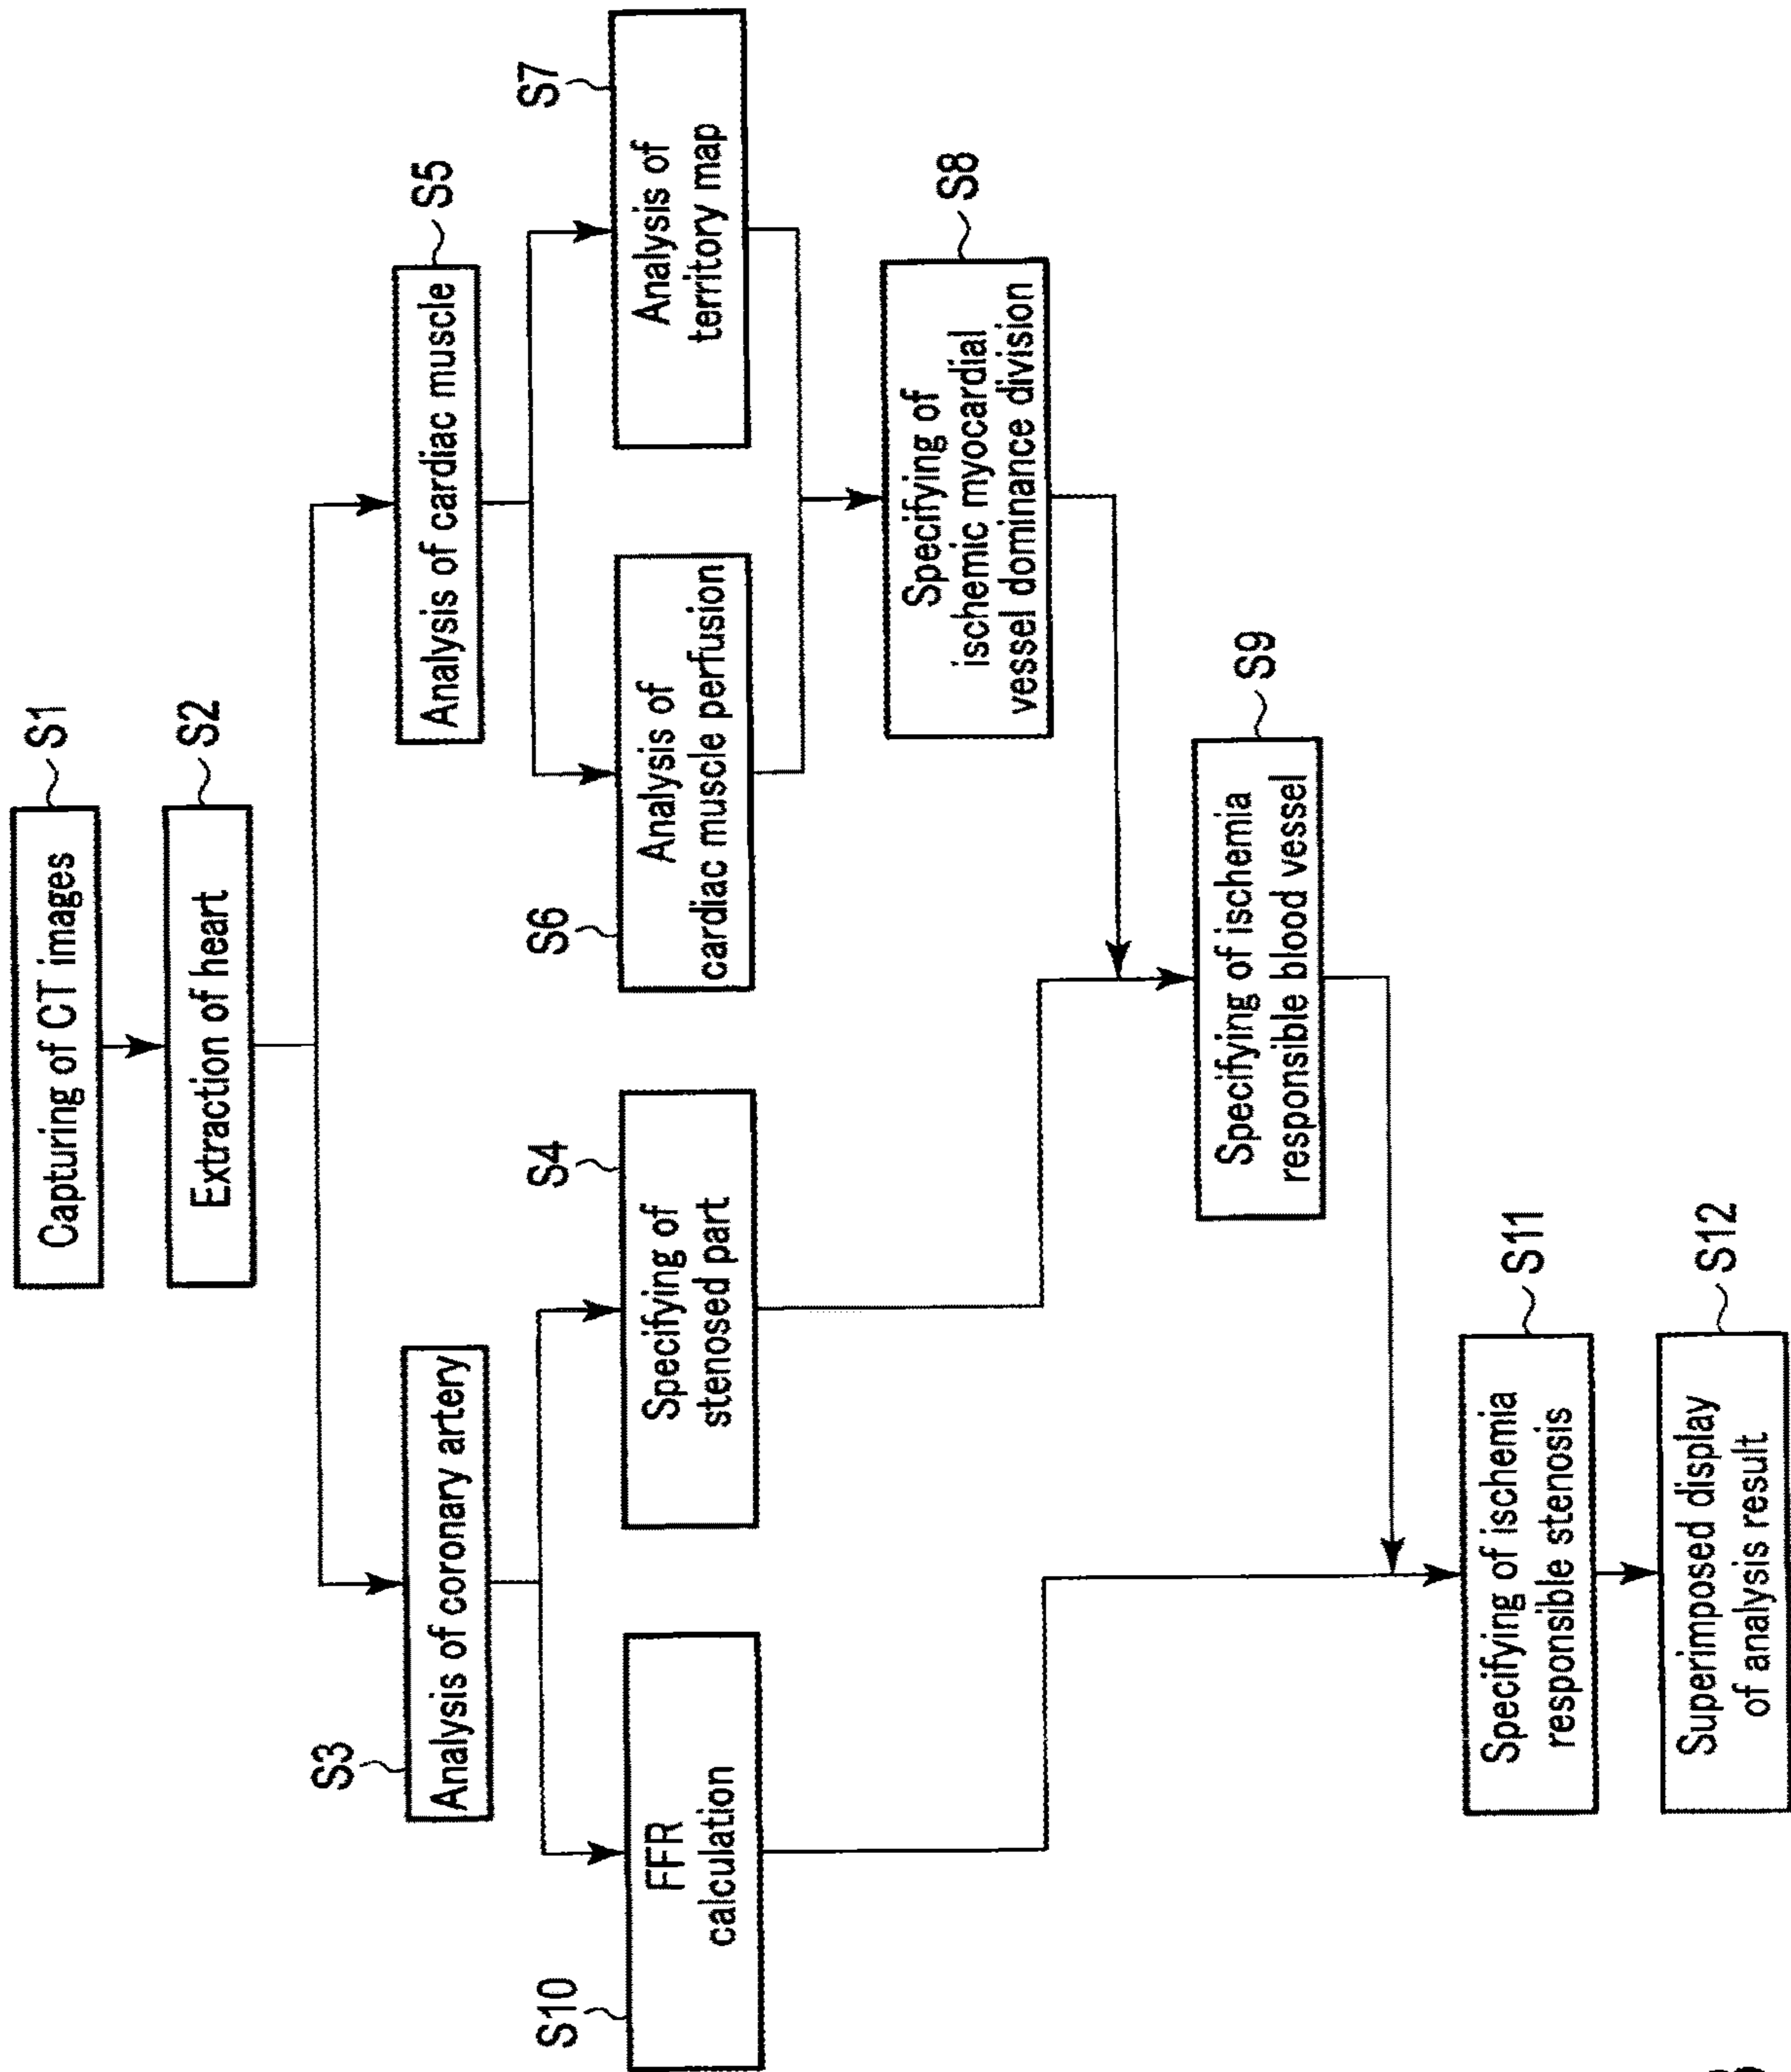 Capturing of CT images
S1
Extraction of heart
S2
S3
Analysis of coronary artery
Analysis of cardiac muscle
S5
S10
FFR
calculation
Specifying of
stenosed part
S4
S6
Analysis of
cardiac muscle perfusion
Analysis of
territory map
S7
Specifying of
ischemic myocardial
vessel dominance division
S8
Specifying of ischemia
responsible blood vessel
S9
Specifying of ischemia
responsible stenosis
S11
Superimposed display
of analysis result
S12